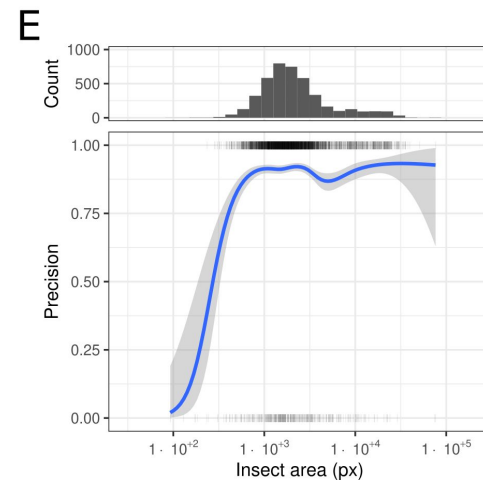 E
Count
1000
500
0
Precision
1.00
0.75
0.50
0.25
0.00
1 · 10⁺² 1 · 10⁺³ 1 · 10⁺⁴ 1 · 10⁺⁵
Insect area (px)